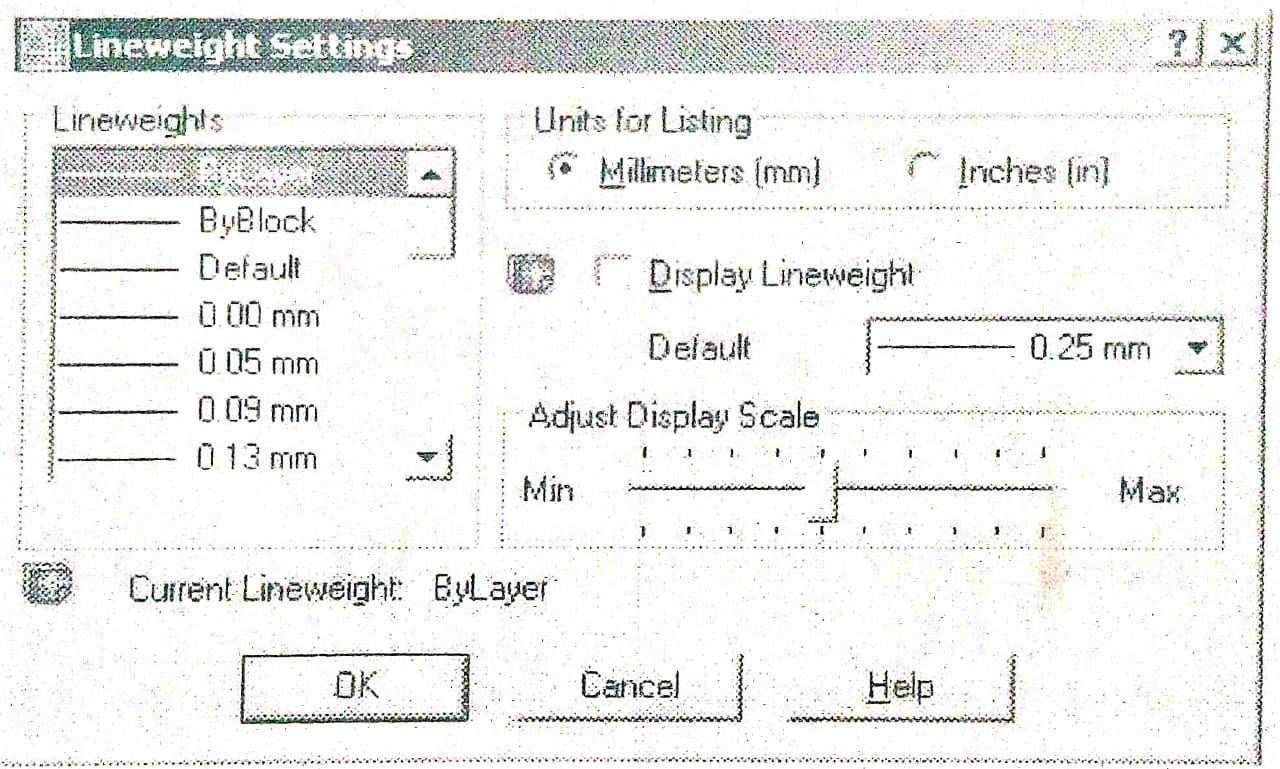 Lineweight Settings
Lineweights
ByLayer
ByBlock
Default
0.00 mm
0.05 mm
0.09 mm
0.13 mm
Units for Listing
Millimeters (mm) Inches (in)
Display Lineweight
Default 0.25 mm
Adjust Display Scale
Min Max
Current Lineweight: ByLayer
OK Cancel Help